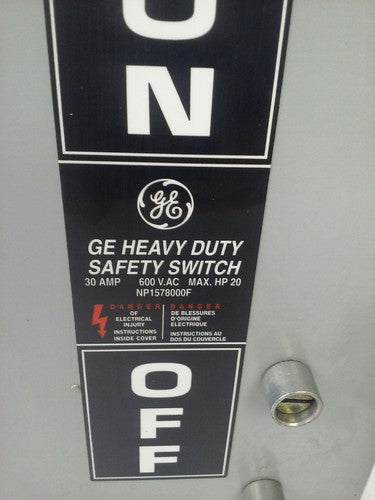 ON
GE
GE HEAVY DUTY
SAFETY SWITCH
30 AMP 600 V.AC MAX. HP 20
NP1578000F
DANGER DANGER
OF DE BLESSURES
ELECTRICAL D'ORIGINE
INJURY ELECTRIQUE
INSTRUCTIONS INSTRUCTIONS AU
INSIDE COVER DOS DU COUVERCLE
OFF